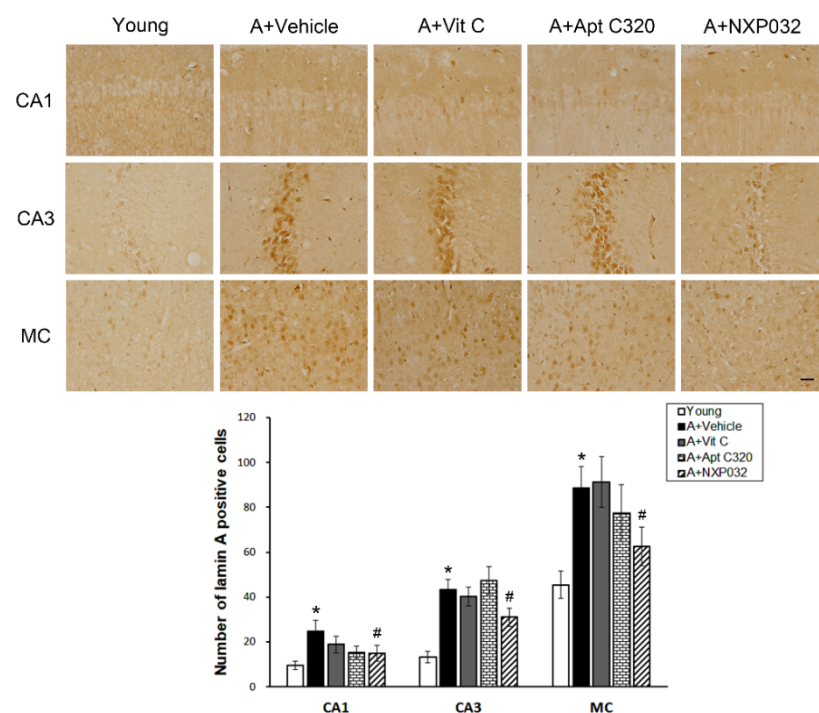 Young A+Vehicle A+Vit C A+Apt C320 A+NXP032
CA1
CA3
MC
Number of lamin A positive cells
120
100
80
60
40
20
0
Young
A+Vehicle
A+Vit C
A+Apt C320
A+NXP032
* #
* #
* #
CA1 CA3 MC